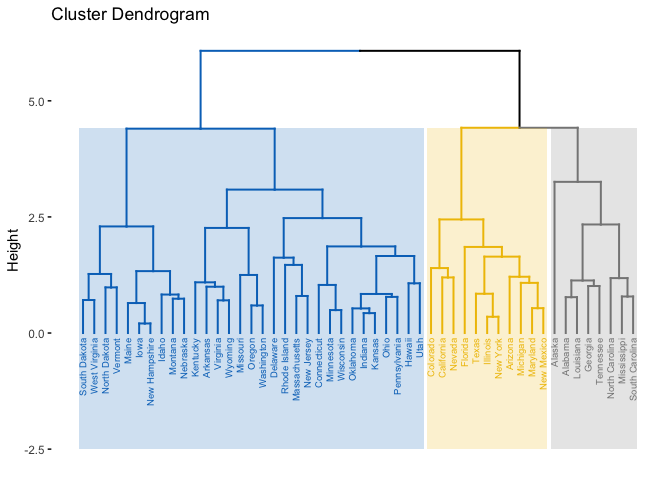 Cluster Dendrogram
Height
5.0
2.5
0.0
-2.5
South Dakota
West Virginia
North Dakota
Vermont
Maine
Iowa
New Hampshire
Idaho
Montana
Nebraska
Kentucky
Arkansas
Virginia
Wyoming
Missouri
Oregon
Washington
Delaware
Rhode Island
Massachusetts
New Jersey
Connecticut
Minnesota
Wisconsin
Oklahoma
Indiana
Kansas
Ohio
Pennsylvania
Hawaii
Utah
Colorado
California
Nevada
Florida
Texas
Illinois
New York
Arizona
Michigan
Maryland
New Mexico
Alaska
Alabama
Louisiana
Georgia
Tennessee
North Carolina
Mississippi
South Carolina